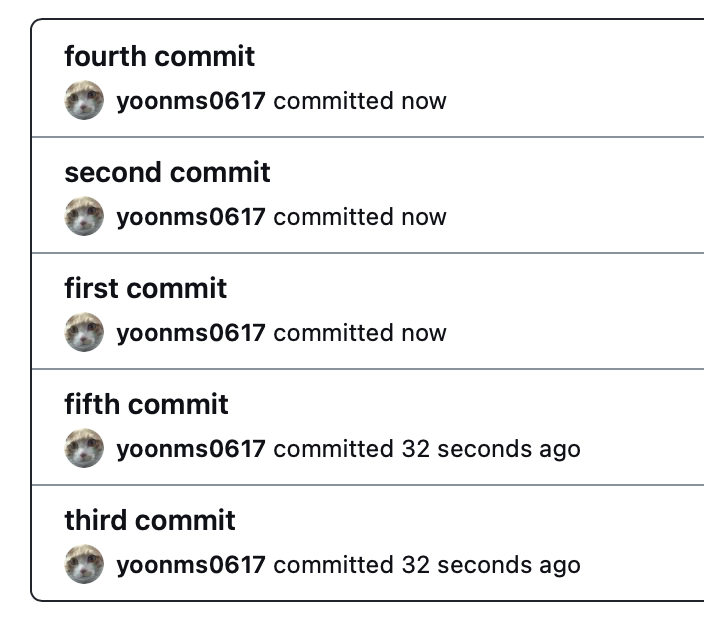 fourth commit
yoonms0617 committed now
second commit
yoonms0617 committed now
first commit
yoonms0617 committed now
fifth commit
yoonms0617 committed 32 seconds ago
third commit
yoonms0617 committed 32 seconds ago